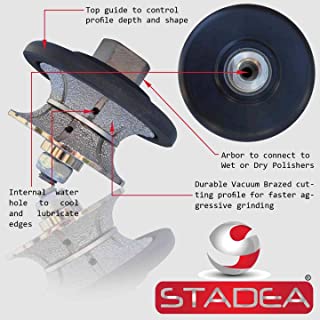 Top guide to control
profile depth and shape
Arbor to connect to
Wet or Dry Polishers
Internal water
hole to cool
and lubricate
edges
Durable Vacuum Brazed cut-
ting profile for faster ag-
gressive grinding
©
STADEA